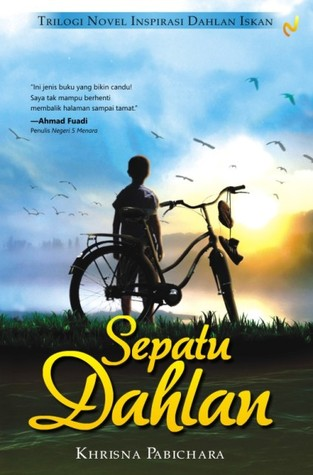 Trilogi Novel Inspirasi Dahlan Iskan
"Ini jenis buku yang bikin candu!
Saya tak mampu berhenti
membalik halaman sampai tamat."
—Ahmad Fuadi
Penulis Negeri 5 Menara
Sepatu
Dahlan
Khrisna Pabichara